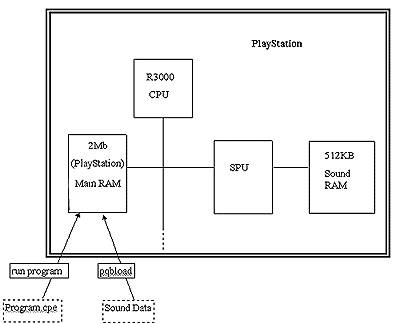 PlayStation
R3000
CPU
2Mb
(PlayStation)
Main RAM
SPU
512KB
Sound
RAM
run program
pqbload
Program.cpe
Sound Data